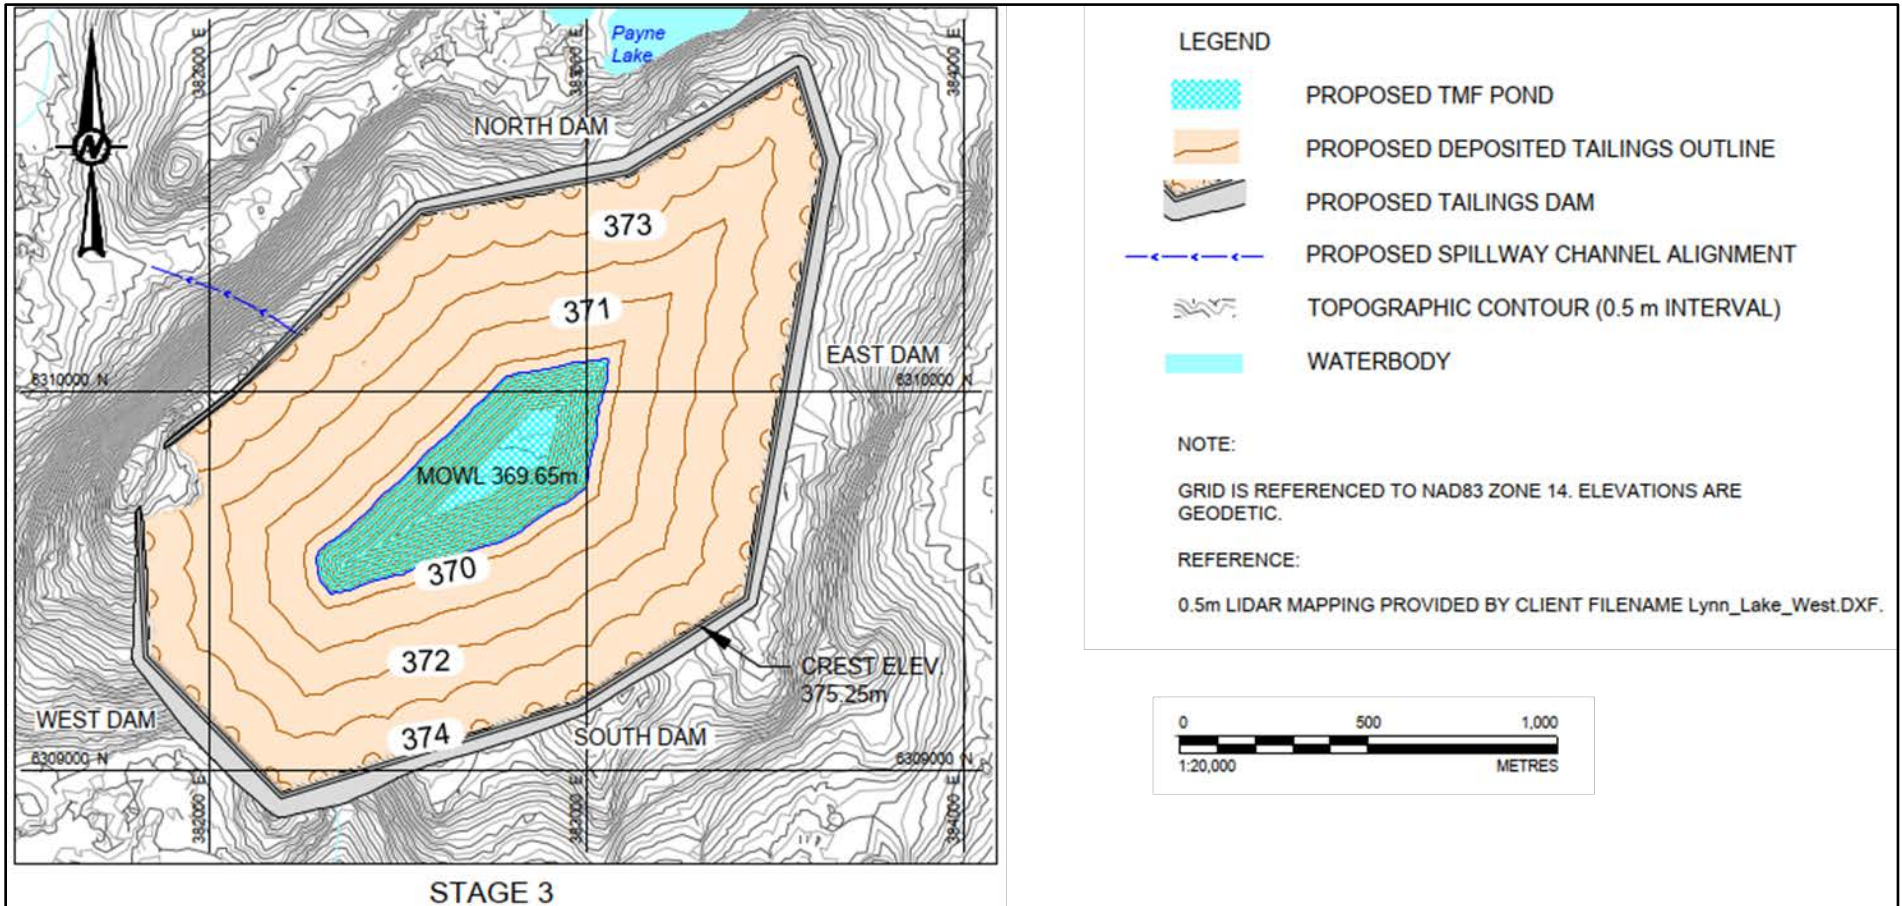 Payne
Lake
382000 E
383000 E
384000 E
N
NORTH DAM
373
371
EAST DAM
6310000 N
6310000 N
MOWL 369.65m
370
372
CREST ELEV.
375.25m
WEST DAM
374
SOUTH DAM
6309000 N
6309000 N
382000 E
383000 E
384000 E
STAGE 3
LEGEND
PROPOSED TMF POND
PROPOSED DEPOSITED TAILINGS OUTLINE
PROPOSED TAILINGS DAM
PROPOSED SPILLWAY CHANNEL ALIGNMENT
TOPOGRAPHIC CONTOUR (0.5 m INTERVAL)
WATERBODY
NOTE:
GRID IS REFERENCED TO NAD83 ZONE 14. ELEVATIONS ARE
GEODETIC.
REFERENCE:
0.5m LIDAR MAPPING PROVIDED BY CLIENT FILENAME Lynn_Lake_West.DXF.
0 500 1,000
1:20,000 METRES